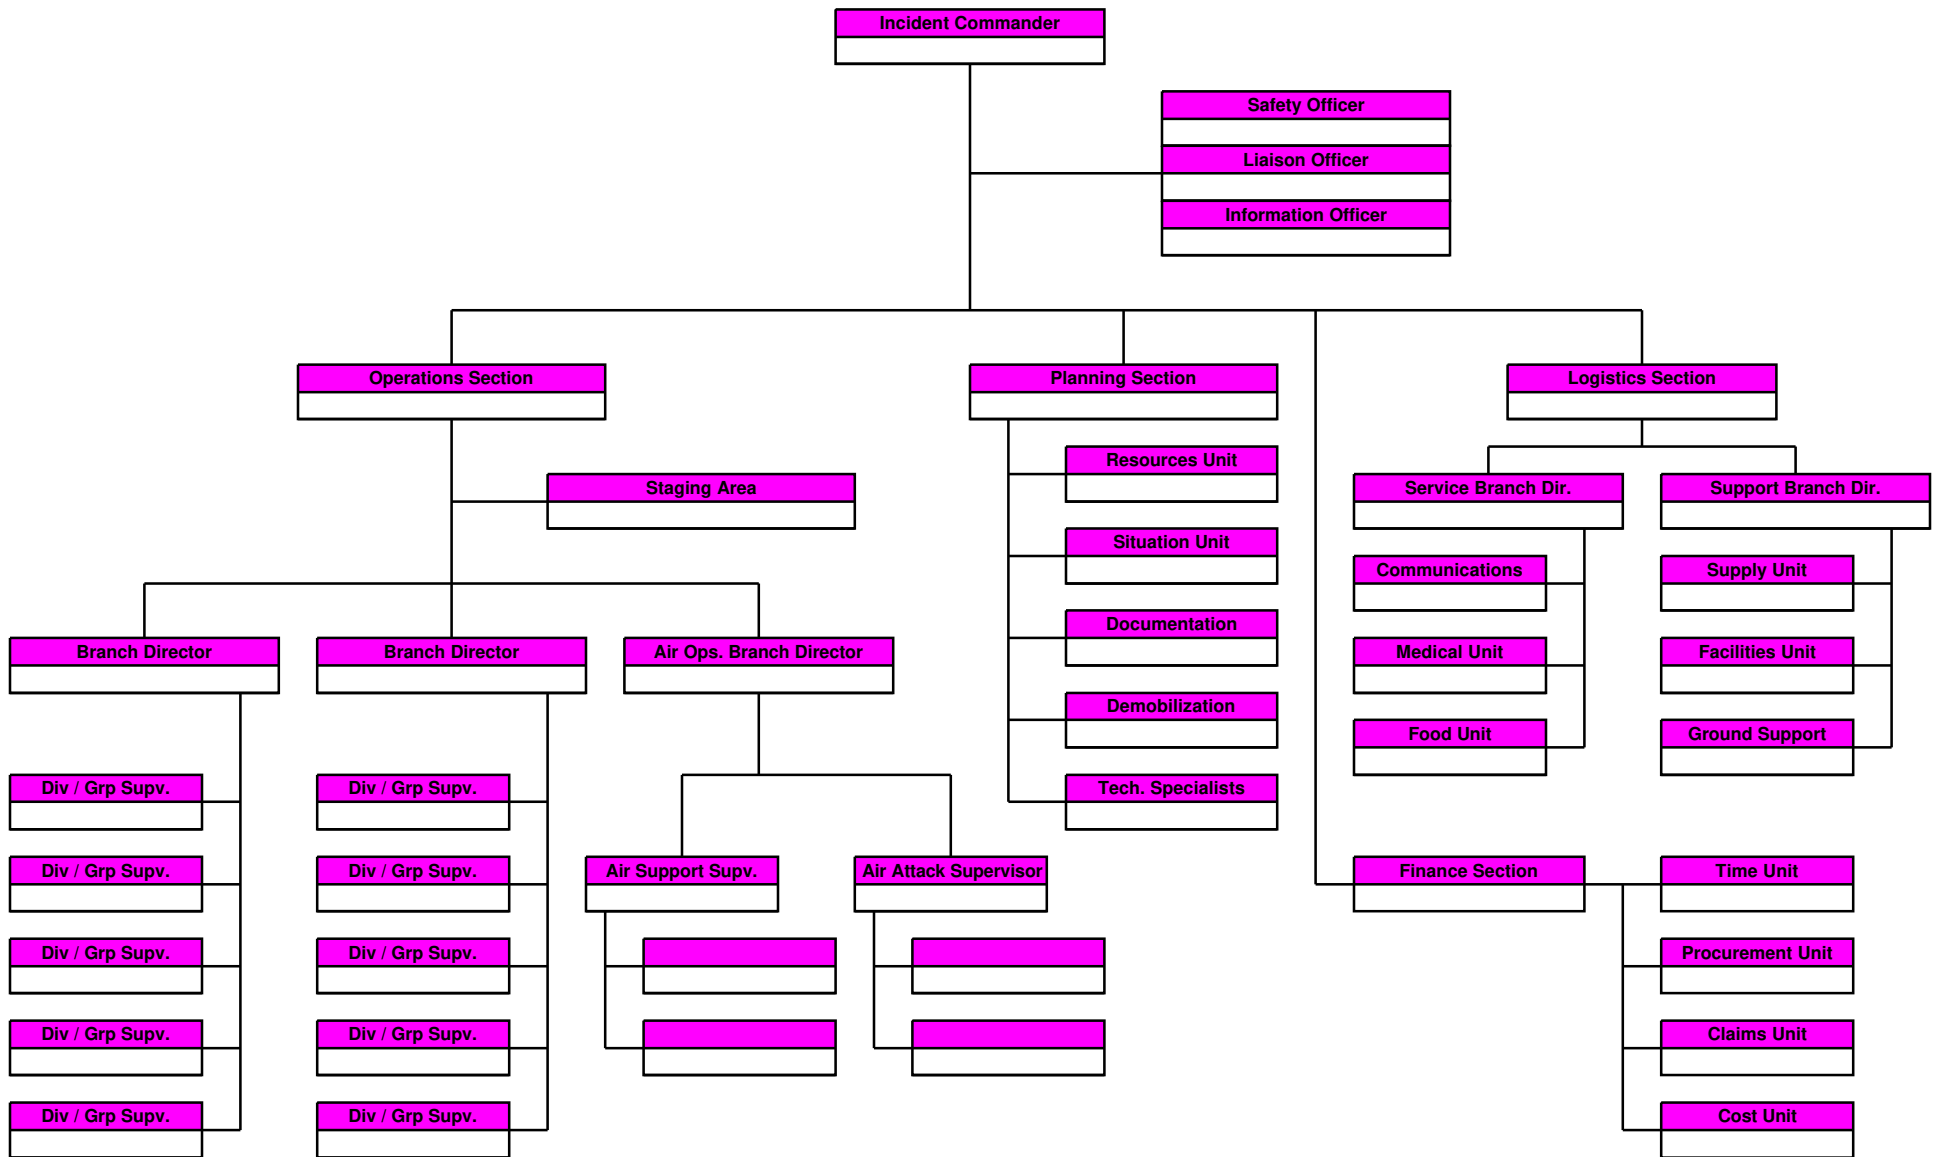 Incident Commander
Safety Officer
Liaison Officer
Information Officer
Operations Section
Planning Section
Logistics Section
Staging Area
Resources Unit
Situation Unit
Documentation
Demobilization
Tech. Specialists
Service Branch Dir.
Support Branch Dir.
Communications
Supply Unit
Medical Unit
Facilities Unit
Food Unit
Ground Support
Branch Director
Branch Director
Air Ops. Branch Director
Div / Grp Supv.
Div / Grp Supv.
Div / Grp Supv.
Div / Grp Supv.
Div / Grp Supv.
Div / Grp Supv.
Div / Grp Supv.
Div / Grp Supv.
Div / Grp Supv.
Div / Grp Supv.
Air Support Supv.
Air Attack Supervisor
Finance Section
Time Unit
Procurement Unit
Claims Unit
Cost Unit